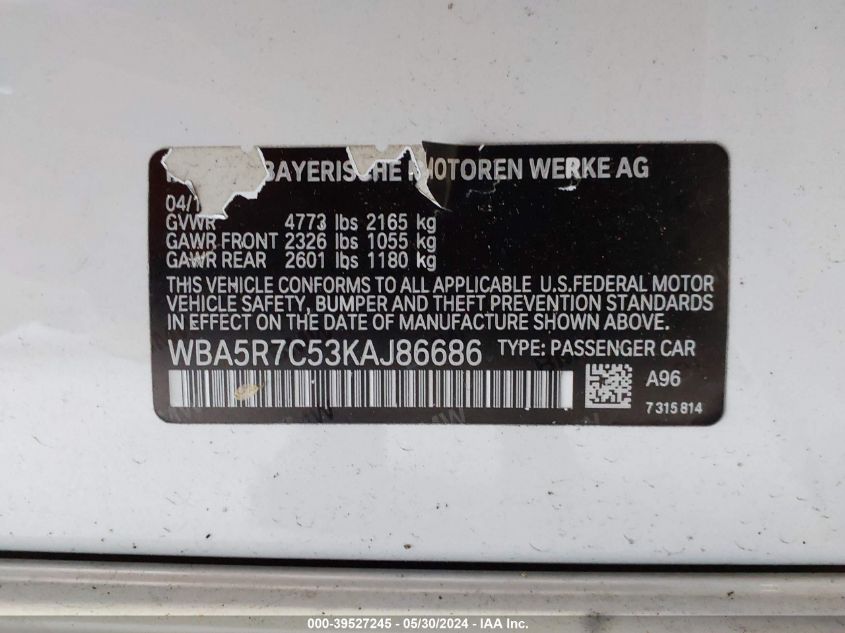 BAYERISCHE MOTOREN WERKE AG
04/1
GVWR 4773 lbs 2165 kg
GAWR FRONT 2326 lbs 1055 kg
GAWR REAR 2601 lbs 1180 kg
THIS VEHICLE CONFORMS TO ALL APPLICABLE U.S.FEDERAL MOTOR
VEHICLE SAFETY, BUMPER AND THEFT PREVENTION STANDARDS
IN EFFECT ON THE DATE OF MANUFACTURE SHOWN ABOVE.
WBA5R7C53KAJ86686 TYPE: PASSENGER CAR
A96
7 315 814
000-39527245 - 05/30/2024 - IAA Inc.